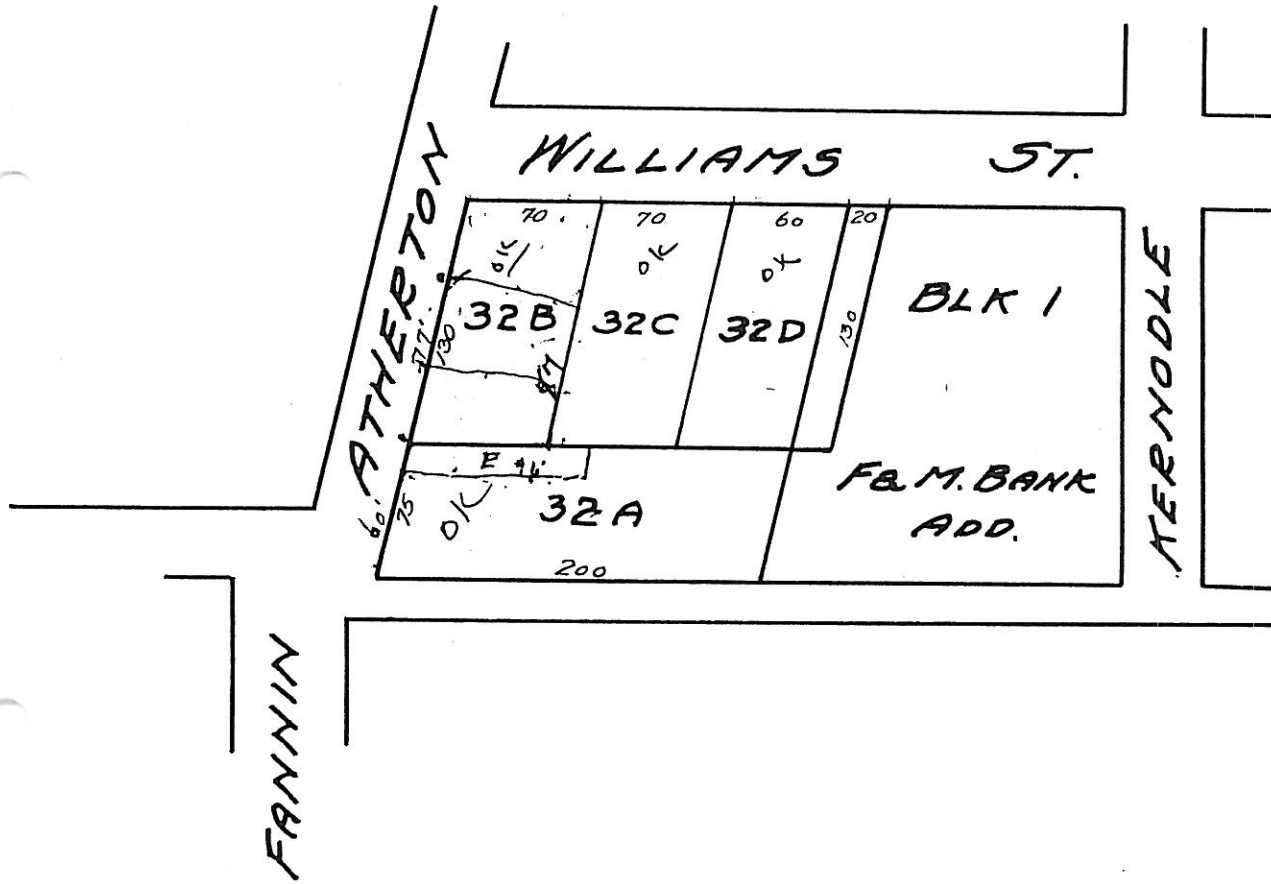 WILLIAMS ST.
ATHERTON
70 70 60 20
OK OK OK
32B 32C 32D
130 130
BLK 1
KERNODLE
E
60' 75
OK
32A
200
F&M. BANK
ADD.
FANNIN